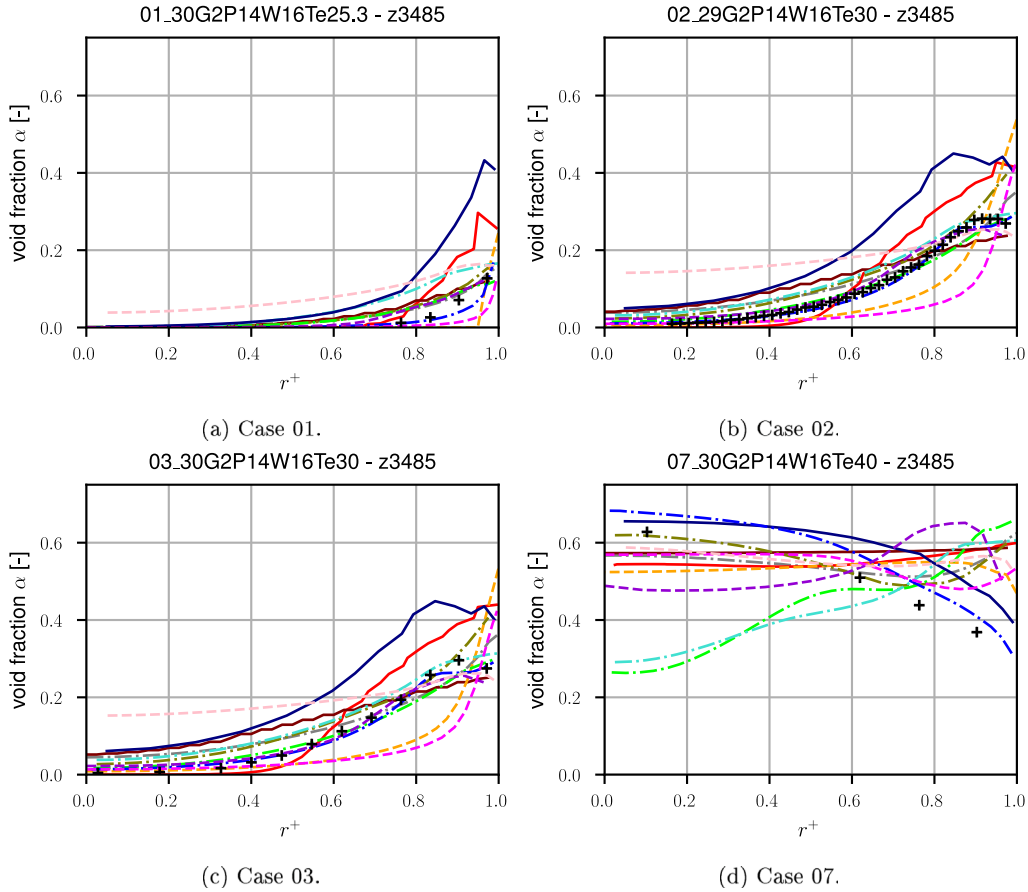 01_30G2P14W16Te25.3 - z3485
void fraction α [-]
0.6
0.4
0.2
0.0
0.0 0.2 0.4 0.6 0.8 1.0
r+
(a) Case 01.
02_29G2P14W16Te30 - z3485
void fraction α [-]
0.6
0.4
0.2
0.0
0.0 0.2 0.4 0.6 0.8 1.0
r+
(b) Case 02.
03_30G2P14W16Te30 - z3485
void fraction α [-]
0.6
0.4
0.2
0.0
0.0 0.2 0.4 0.6 0.8 1.0
r+
(c) Case 03.
07_30G2P14W16Te40 - z3485
void fraction α [-]
0.6
0.4
0.2
0.0
0.0 0.2 0.4 0.6 0.8 1.0
r+
(d) Case 07.